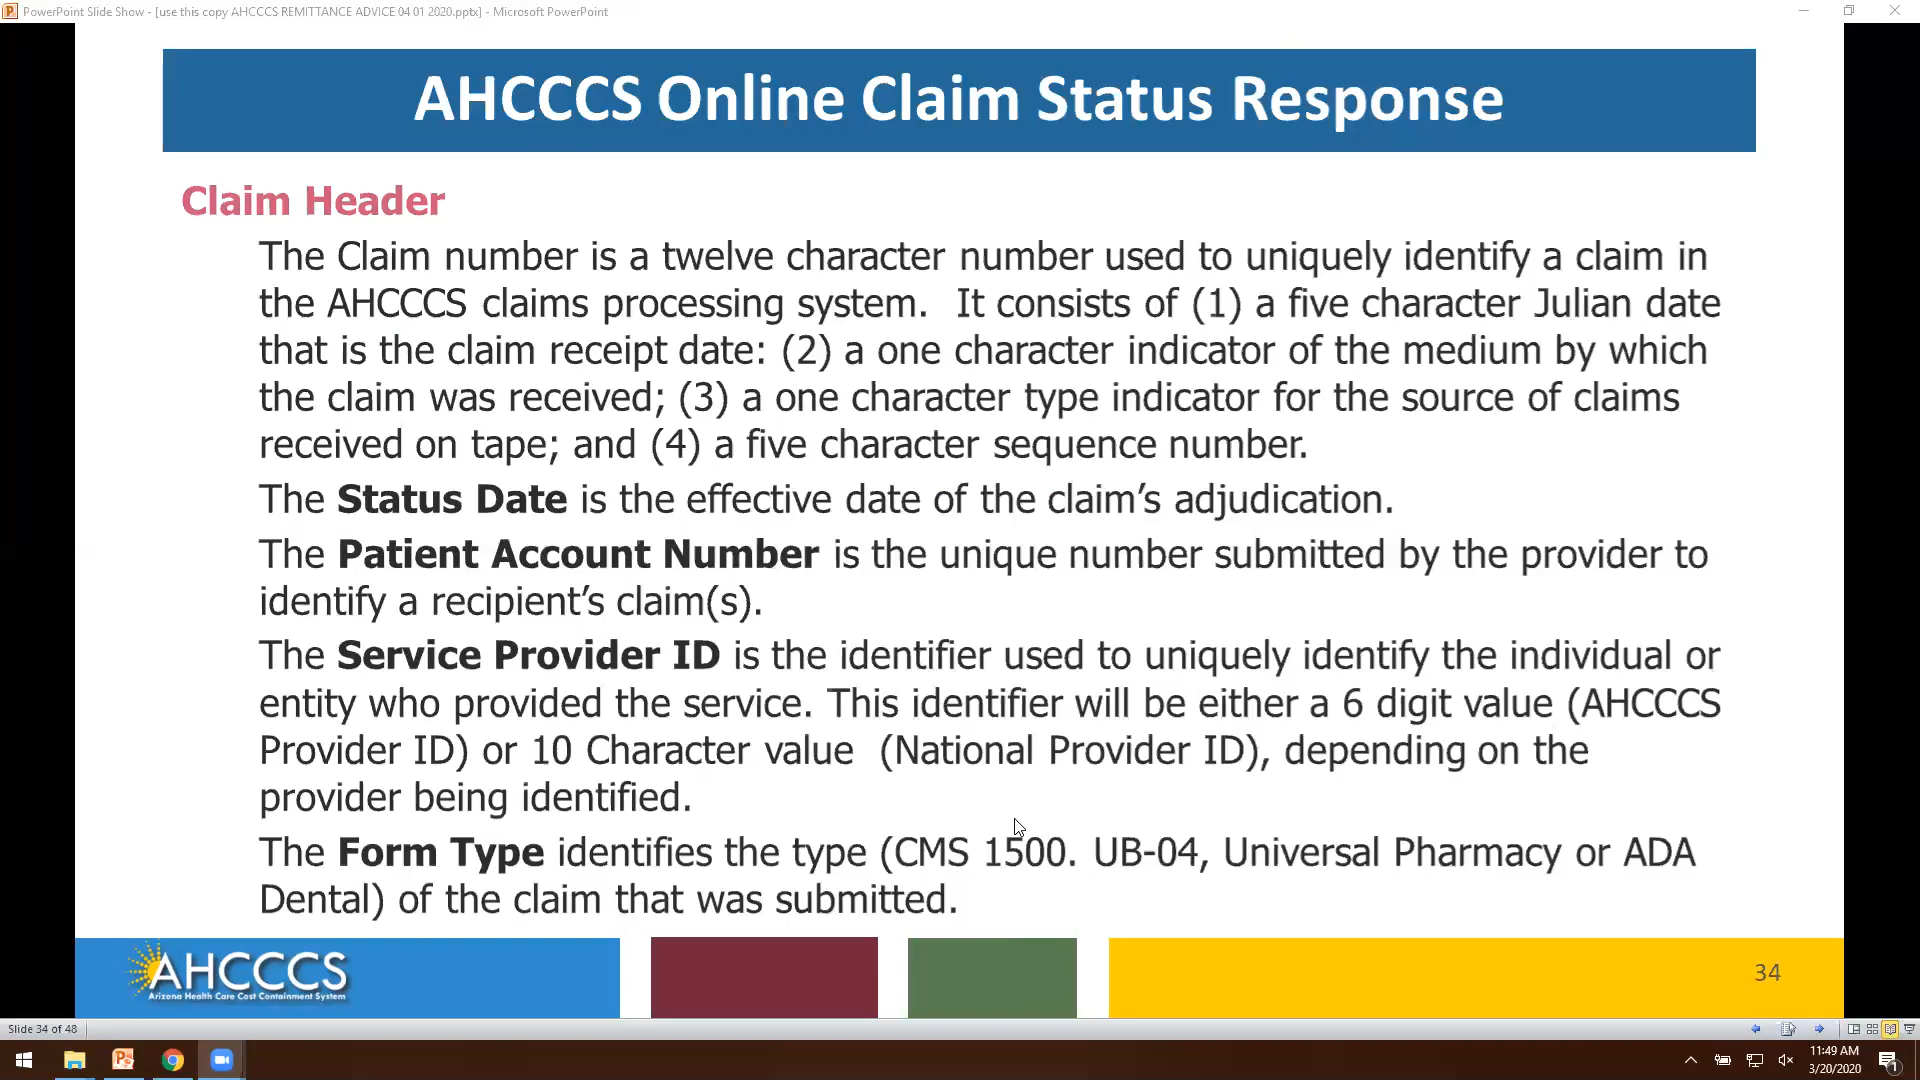 PowerPoint Slide Show - [use this copy AHCCCS REMITTANCE ADVICE 04 01 2020.pptx] - Microsoft PowerPoint
AHCCCS Online Claim Status Response
Claim Header
The Claim number is a twelve character number used to uniquely identify a claim in
the AHCCCS claims processing system.  It consists of (1) a five character Julian date
that is the claim receipt date: (2) a one character indicator of the medium by which
the claim was received; (3) a one character type indicator for the source of claims
received on tape; and (4) a five character sequence number.
The Status Date is the effective date of the claim’s adjudication.
The Patient Account Number is the unique number submitted by the provider to
identify a recipient’s claim(s).
The Service Provider ID is the identifier used to uniquely identify the individual or
entity who provided the service. This identifier will be either a 6 digit value (AHCCCS
Provider ID) or 10 Character value  (National Provider ID), depending on the
provider being identified.
The Form Type identifies the type (CMS 1500. UB-04, Universal Pharmacy or ADA
Dental) of the claim that was submitted.
AHCCCS
Arizona Health Care Cost Containment System
34
Slide 34 of 48
11:49 AM
3/20/2020
1